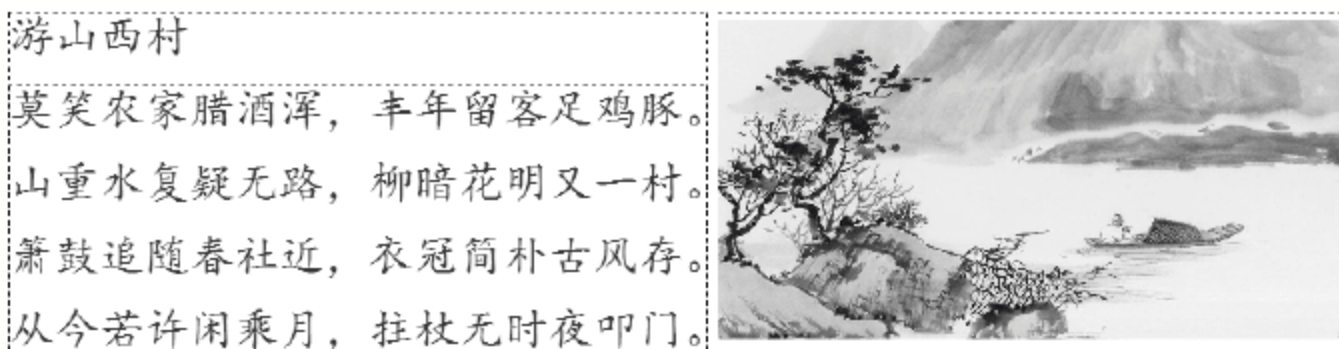 游山西村
莫笑农家腊酒浑，丰年留客足鸡豚。
山重水复疑无路，柳暗花明又一村。
箫鼓追随春社近，衣冠简朴古风存。
从今若许闲乘月，拄杖无时夜叩门。